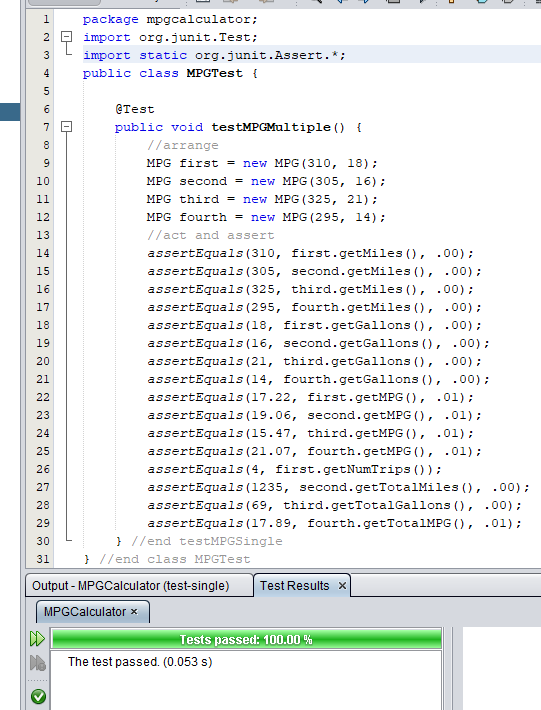 1 package mpgcalculator;
2 import org.junit.Test;
3 import static org.junit.Assert.*;
4 public class MPGTest {
5
6 @Test
7 public void testMPGMultiple() {
8 //arrange
9 MPG first = new MPG(310, 18);
10 MPG second = new MPG(305, 16);
11 MPG third = new MPG(325, 21);
12 MPG fourth = new MPG(295, 14);
13 //act and assert
14 assertEquals(310, first.getMiles(), .00);
15 assertEquals(305, second.getMiles(), .00);
16 assertEquals(325, third.getMiles(), .00);
17 assertEquals(295, fourth.getMiles(), .00);
18 assertEquals(18, first.getGallons(), .00);
19 assertEquals(16, second.getGallons(), .00);
20 assertEquals(21, third.getGallons(), .00);
21 assertEquals(14, fourth.getGallons(), .00);
22 assertEquals(17.22, first.getMPG(), .01);
23 assertEquals(19.06, second.getMPG(), .01);
24 assertEquals(15.47, third.getMPG(), .01);
25 assertEquals(21.07, fourth.getMPG(), .01);
26 assertEquals(4, first.getNumTrips());
27 assertEquals(1235, second.getTotalMiles(), .00);
28 assertEquals(69, third.getTotalGallons(), .00);
29 assertEquals(17.89, fourth.getTotalMPG(), .01);
30 } //end testMPGSingle
31 } //end class MPGTest
Output - MPGCalculator (test-single) Test Results ×
MPGCalculator ×
Tests passed: 100.00 %
The test passed. (0.053 s)